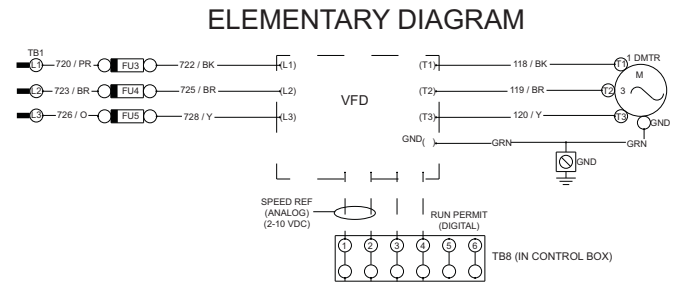 ELEMENTARY DIAGRAM
TB1
L1 720 / PR FU3 722 / BK (L1) (T1) 118 / BK T1 1 DMTR
L2 723 / BR FU4 725 / BR (L2) VFD (T2) 119 / BR T2 M 3
L3 726 / O FU5 728 / Y (L3) (T3) 120 / Y T3 GND
GND ( ) GRN GRN
GND
SPEED REF
(ANALOG)
(2-10 VDC)
RUN PERMIT
(DIGITAL)
1 2 3 4 5 6
TB8 (IN CONTROL BOX)